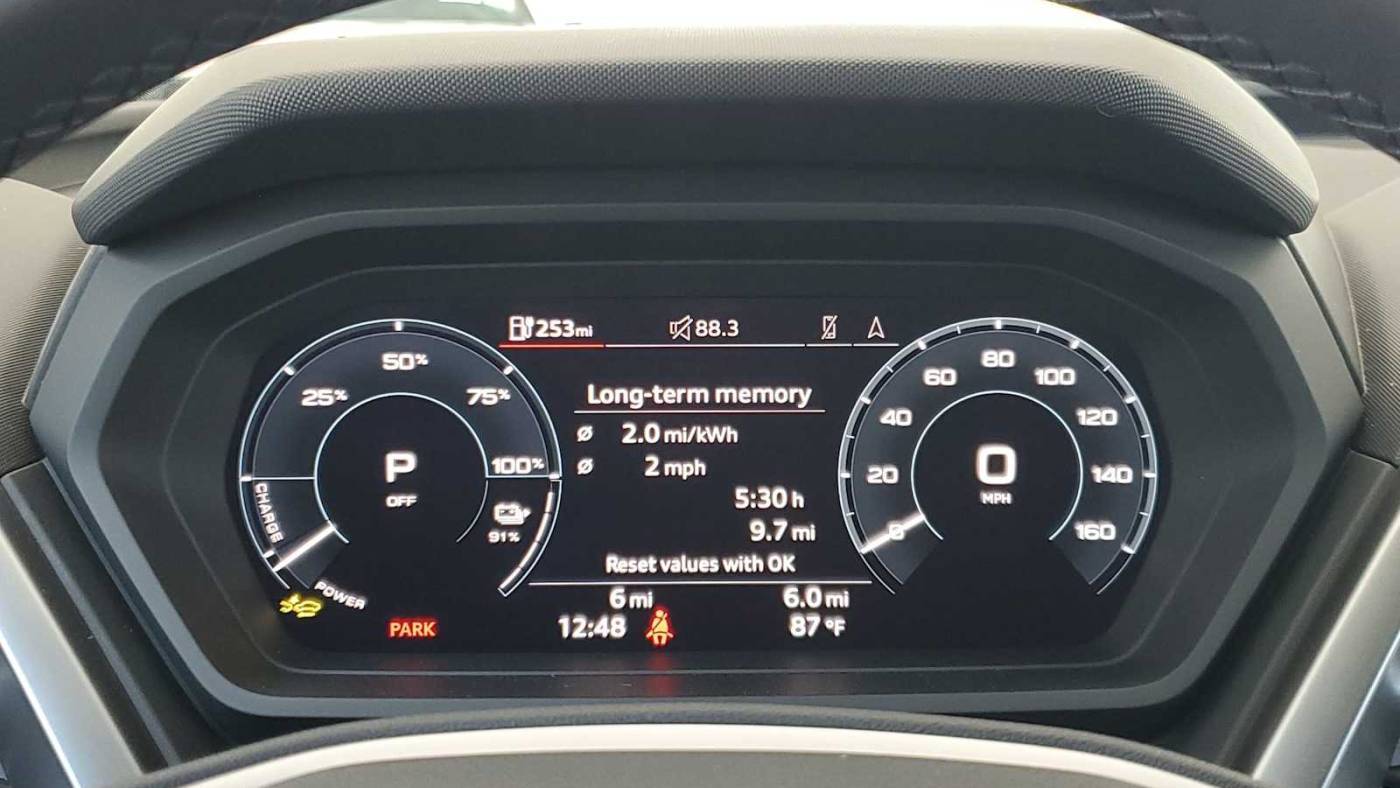 253mi
88.3
50%
25%
75%
100%
CHARGE
P
OFF
91%
POWER
PARK
Long-term memory
Ø 2.0 mi/kWh
Ø 2 mph
5:30 h
9.7 mi
Reset values with OK
6 mi
6.0 mi
12:48
87 °F
80
60
100
40
120
20
140
0
160
0
MPH